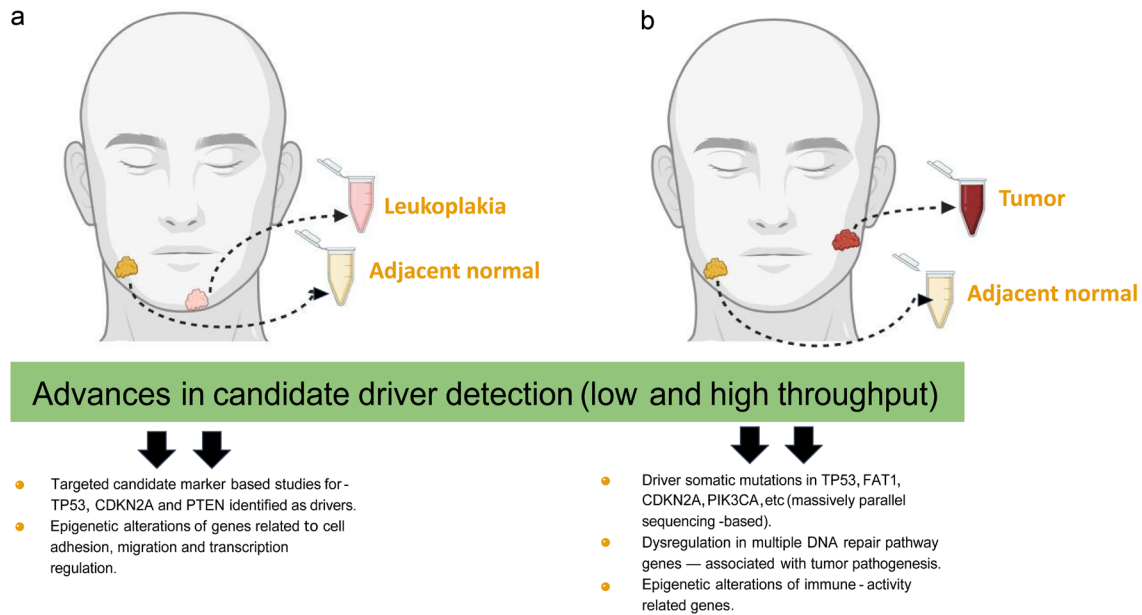 a
Leukoplakia
Adjacent normal
b
Tumor
Adjacent normal
Advances in candidate driver detection (low and high throughput)
Targeted candidate marker based studies for-
TP53, CDKN2A and PTEN identified as drivers.
Epigenetic alterations of genes related to cell
adhesion, migration and transcription
regulation.
Driver somatic mutations in TP53, FAT1,
CDKN2A, PIK3CA, etc (massively parallel
sequencing -based).
Dysregulation in multiple DNA repair pathway
genes — associated with tumor pathogenesis.
Epigenetic alterations of immune - activity
related genes.